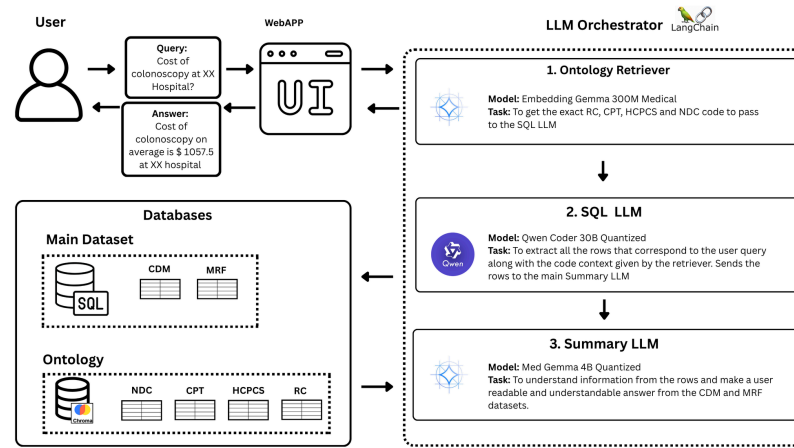 User
WebAPP
LLM Orchestrator
LangChain
Query:
Cost of
colonoscopy at XX
Hospital?
UI
Answer:
Cost of
colonoscopy on
average is $ 1057.5
at XX hospital
1. Ontology Retriever
Model: Embedding Gemma 300M Medical
Task: To get the exact RC, CPT, HCPCS and NDC code to pass
to the SQL LLM
2. SQL LLM
Qwen
Model: Qwen Coder 30B Quantized
Task: To extract all the rows that correspond to the user query
along with the code context given by the retriever. Sends the
rows to the main Summary LLM
3. Summary LLM
Model: Med Gemma 4B Quantized
Task: To understand information from the rows and make a user
readable and understandable answer from the CDM and MRF
datasets.
Databases
Main Dataset
SQL
CDM MRF
Ontology
Chroma
NDC CPT HCPCS RC